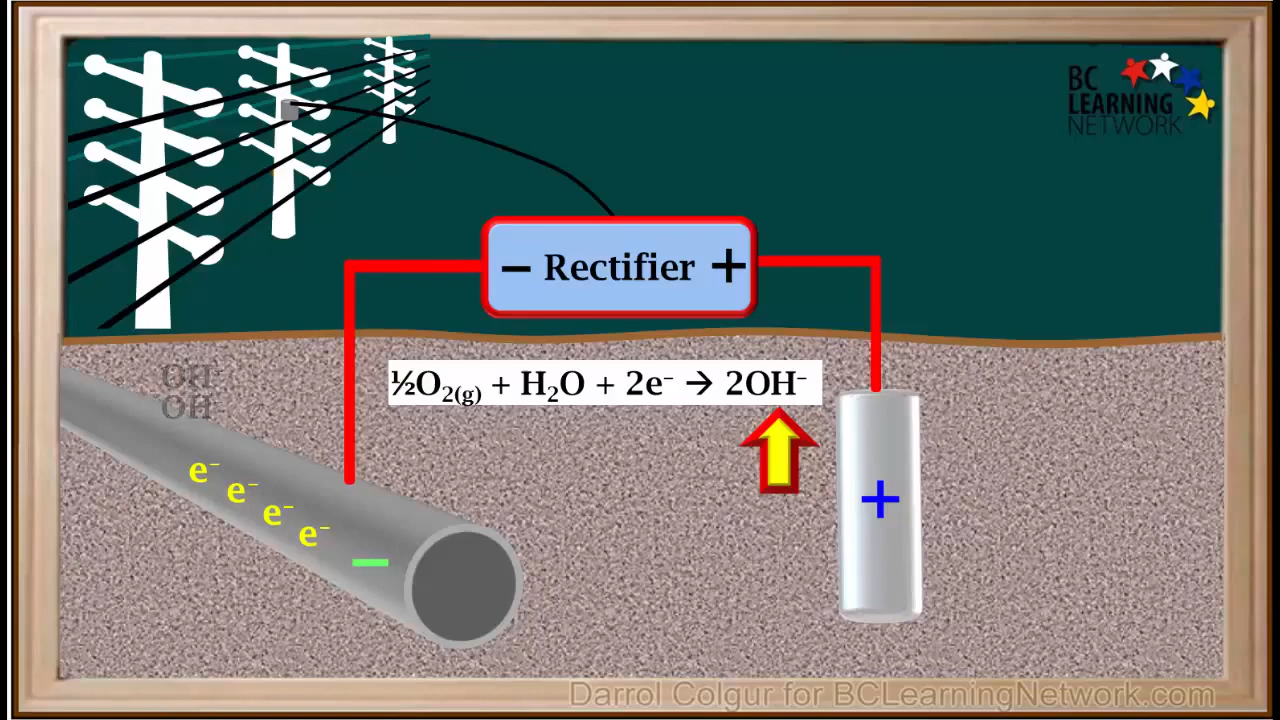 BC
LEARNING
NETWORK
− Rectifier +
½O₂₍g₎ + H₂O + 2e⁻ → 2OH⁻
OH⁻
OH⁻
e⁻
e⁻
e⁻
e⁻
−
+
Darrol Colgur for BCLearningNetwork.com